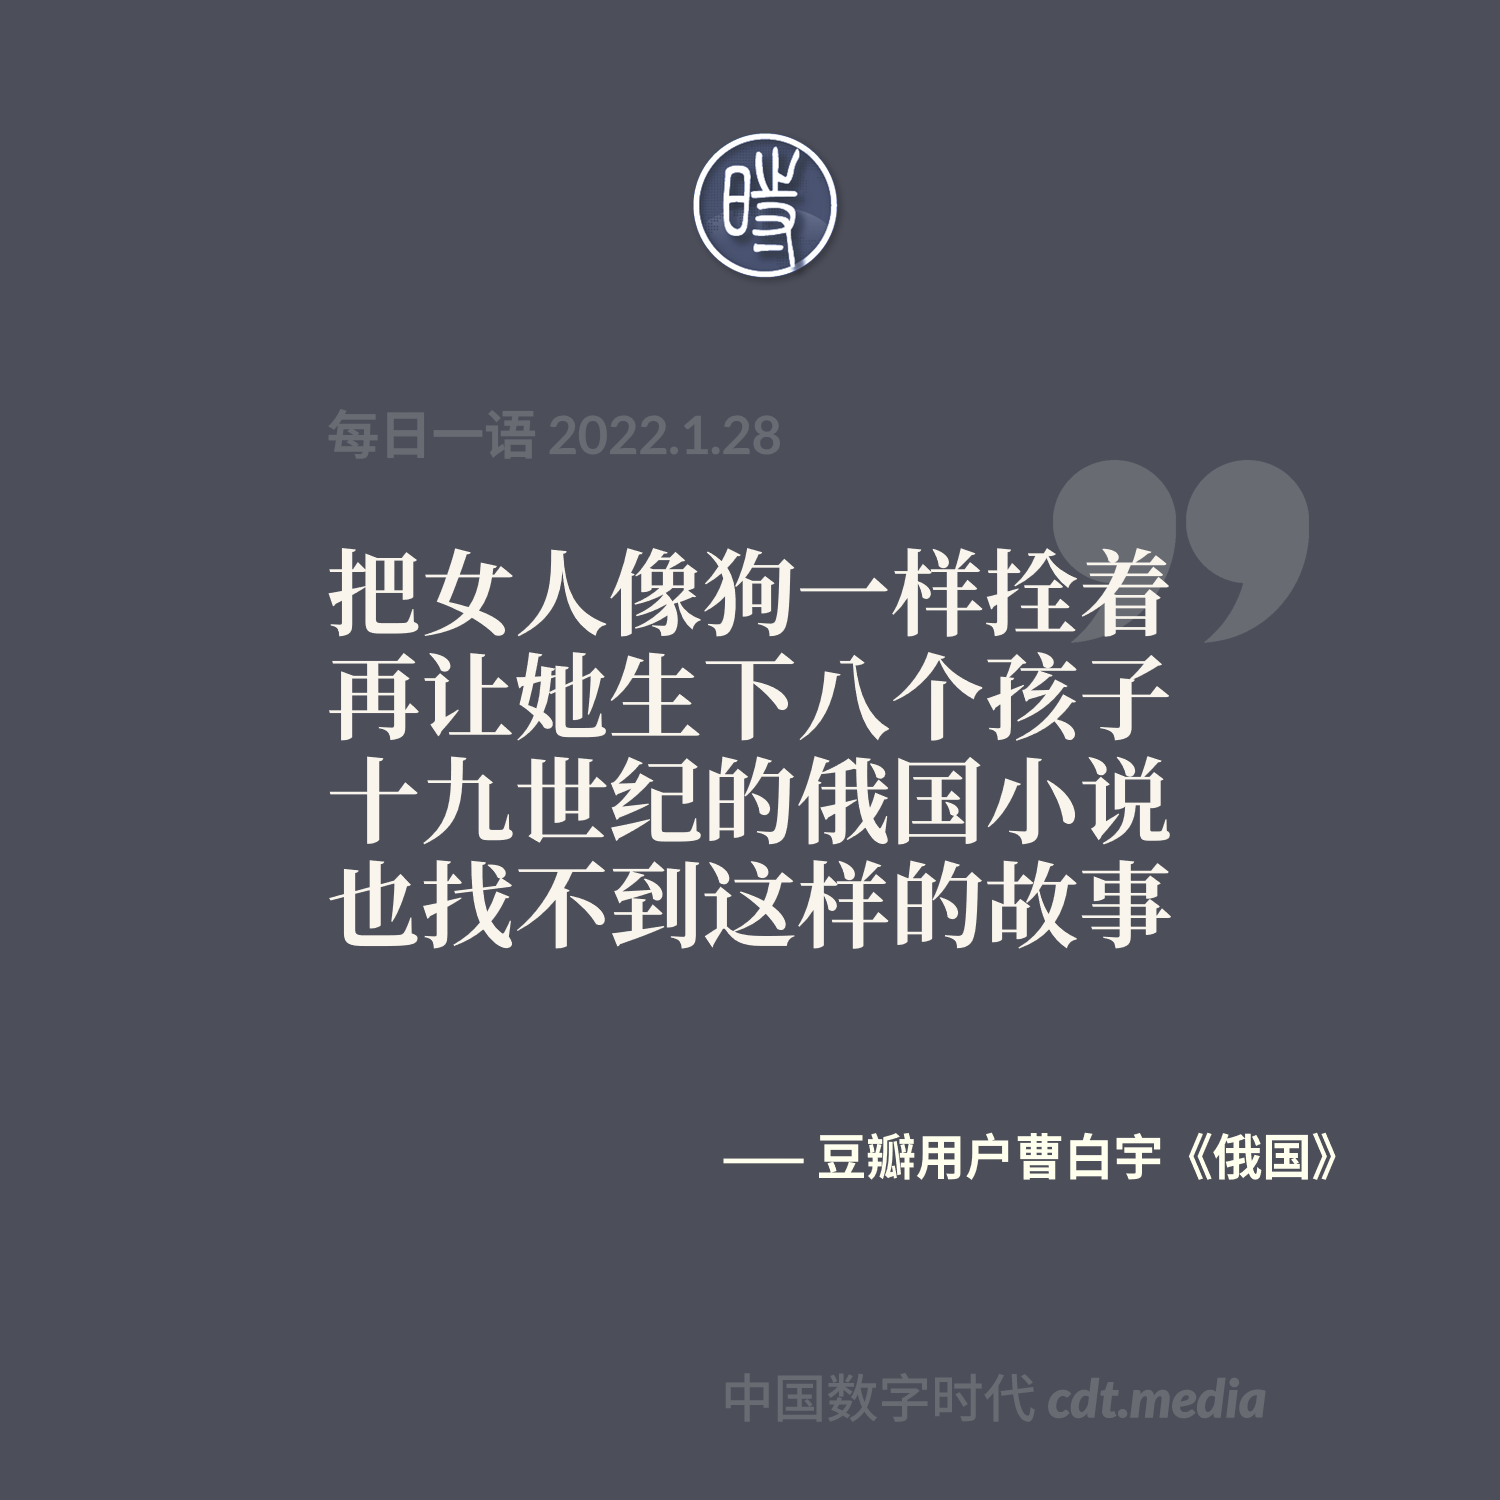 時
每日一语 2022.1.28
把女人像狗一样拴着
再让她生下八个孩子
十九世纪的俄国小说
也找不到这样的故事
—— 豆瓣用户曹白宇《俄国》
中国数字时代 cdt.media